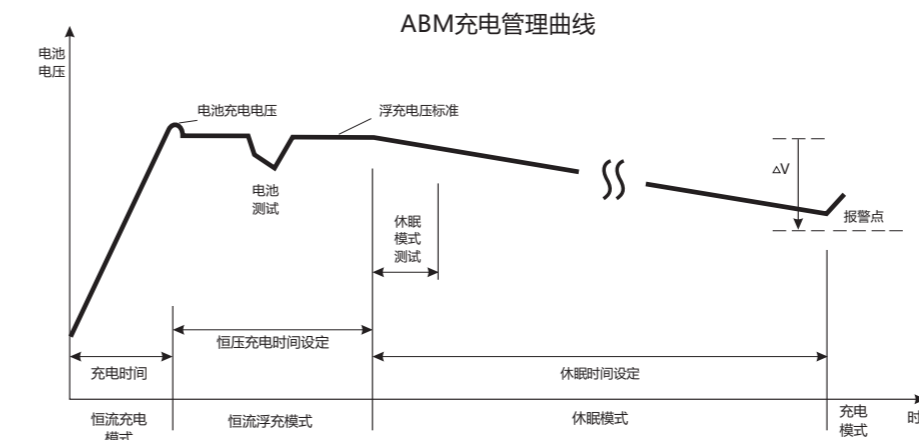 ABM充电管理曲线
电池
电压
电池充电电压
浮充电压标准
电池
测试
△V
报警点
休眠
模式
测试
恒压充电时间设定
充电时间
休眠时间设定
恒流充电
模式
恒流浮充模式
休眠模式
充电
模式
时